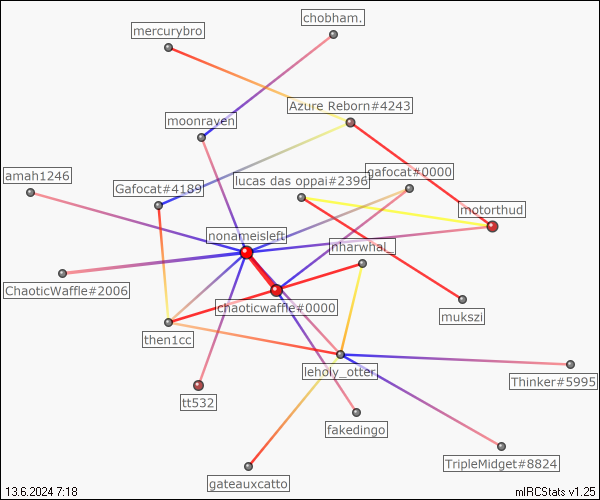 chobham.
mercurybro
Azure Reborn#4243
moonraven
gafocat#0000
amah1246
lucas das oppai#2396
Gafocat#4189
motorthud
nonameisleft
nharwhal_
ChaoticWaffle#2006
chaoticwaffle#0000
mukszi
then1cc
leholy_otter
Thinker#5995
tt532
fakedingo
TripleMidget#8824
gateauxcatto
13.6.2024 7:18
mIRCStats v1.25